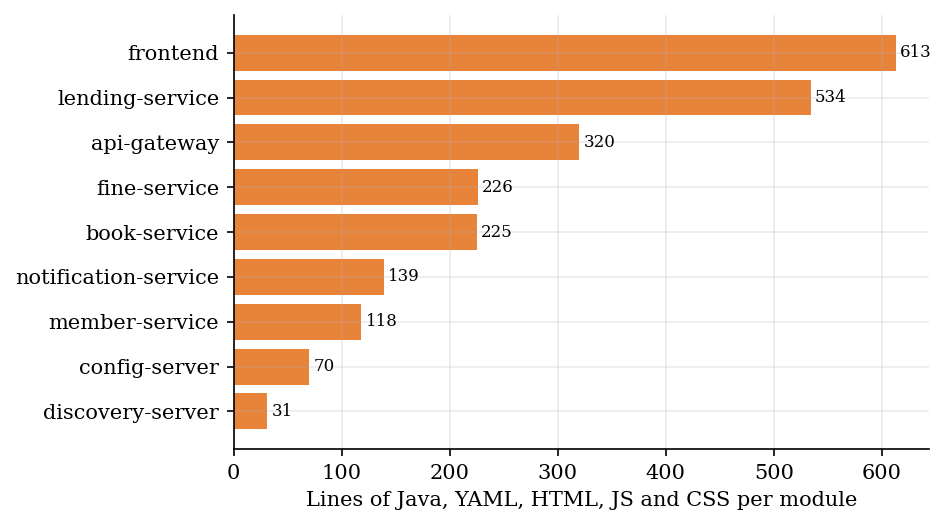 frontend 613
lending-service 534
api-gateway 320
fine-service 226
book-service 225
notification-service 139
member-service 118
config-server 70
discovery-server 31
0 100 200 300 400 500 600
Lines of Java, YAML, HTML, JS and CSS per module